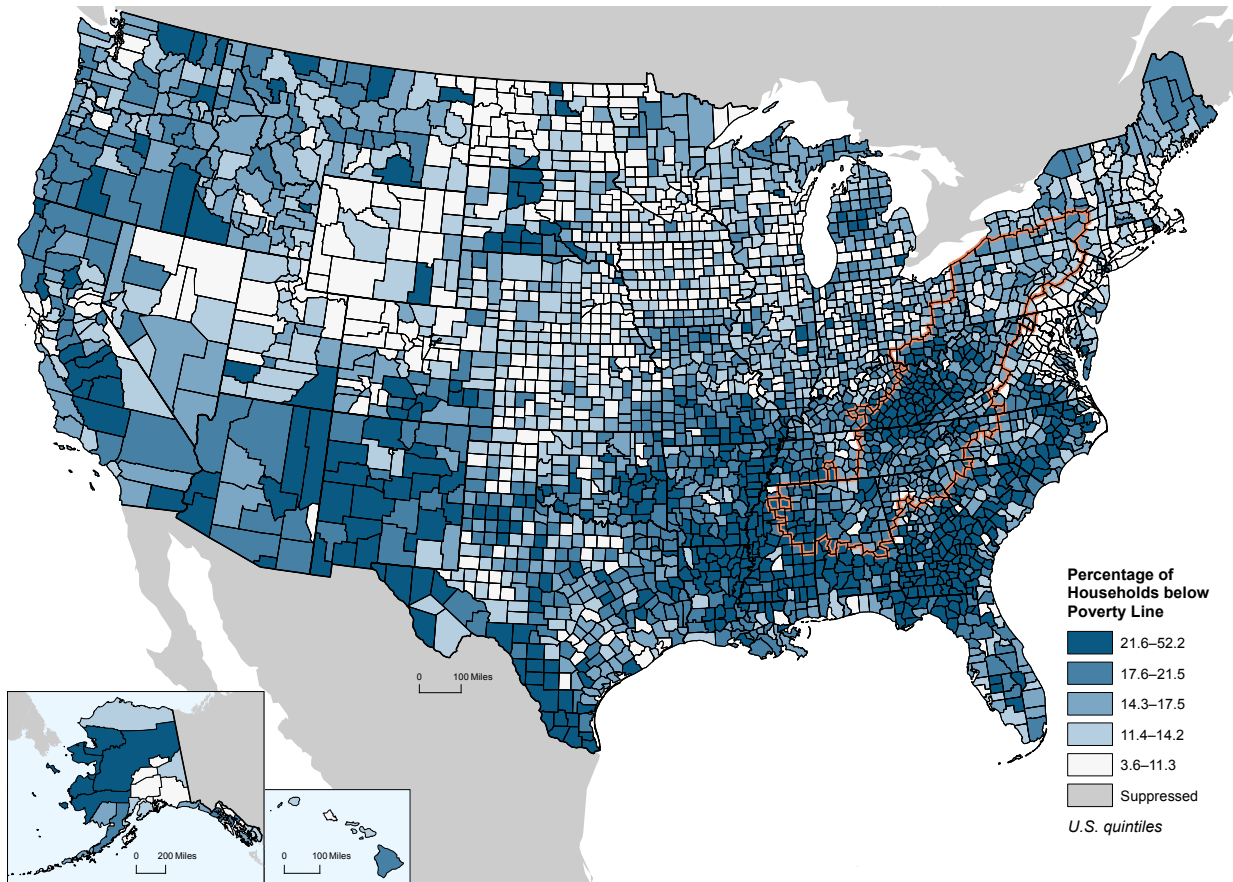 Percentage of
Households below
Poverty Line
21.6–52.2
17.6–21.5
14.3–17.5
11.4–14.2
3.6–11.3
Suppressed
U.S. quintiles
0 100 Miles
0 200 Miles
0 100 Miles